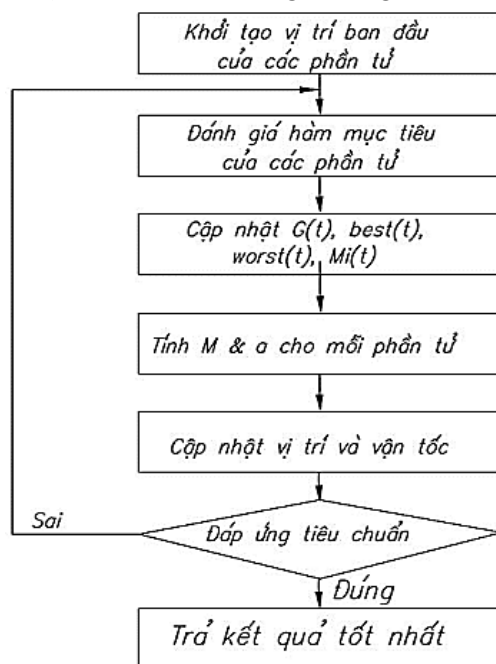 Khởi tạo vị trí ban đầu
của các phần tử
Đánh giá hàm mục tiêu
của các phần tử
Cập nhật G(t), best(t),
worst(t), Mi(t)
Tính M & a cho mỗi phần tử
Cập nhật vị trí và vận tốc
Đáp ứng tiêu chuẩn
Sai
Đúng
Trả kết quả tốt nhất